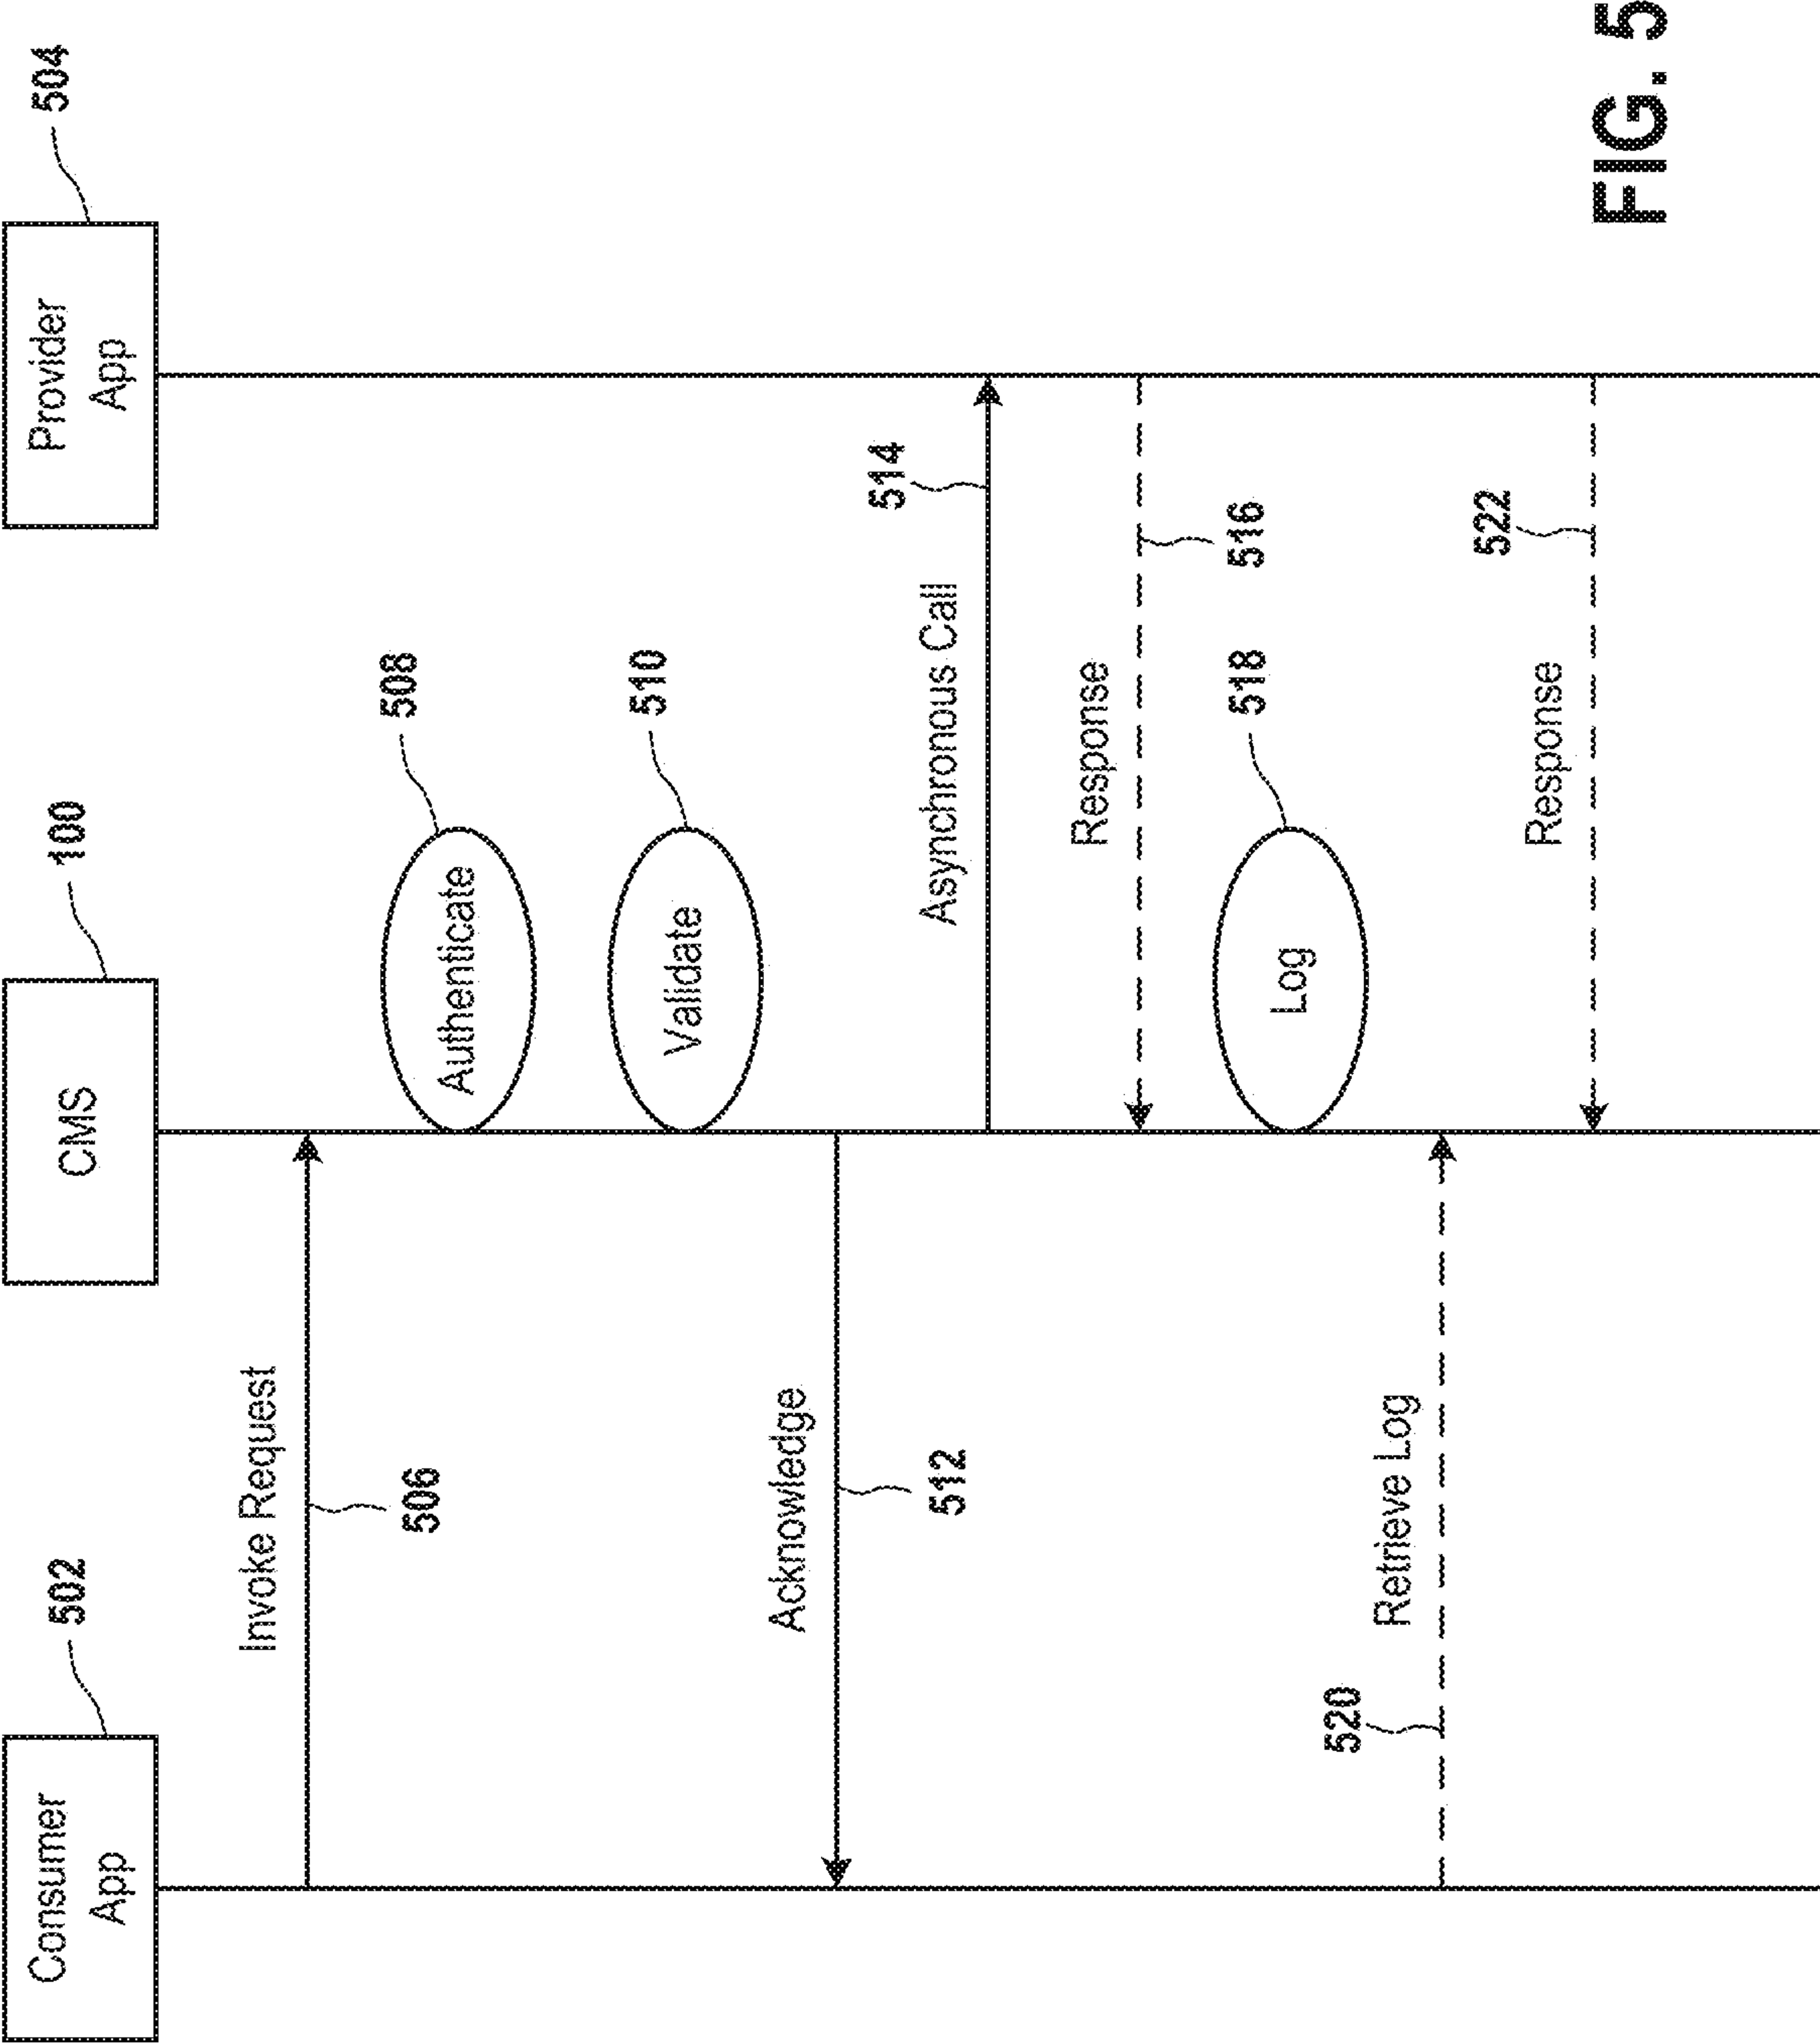 502
Consumer
App
100
CMS
504
Provider
App
Invoke Request
506
508
Authenticate
510
Validate
Acknowledge
512
514
Asynchronous Call
Response
516
518
Log
520
Retrieve Log
522
Response
FIG. 5